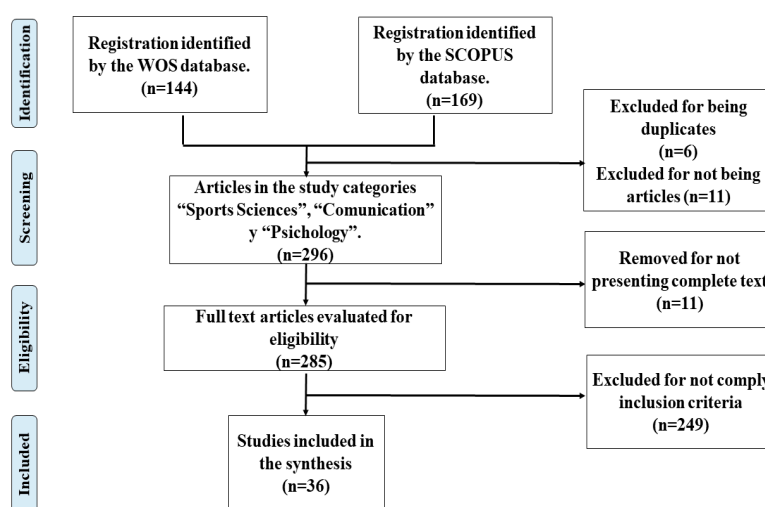 Identification
Registration identified
by the WOS database.
(n=144)
Registration identified
by the SCOPUS
database.
(n=169)
Excluded for being
duplicates
(n=6)
Excluded for not being
articles (n=11)
Screening
Articles in the study categories
“Sports Sciences”, “Comunication”
y “Psichology”.
(n=296)
Removed for not
presenting complete text
(n=11)
Eligibility
Full text articles evaluated for
eligibility
(n=285)
Excluded for not comply
inclusion criteria
(n=249)
Included
Studies included in
the synthesis
(n=36)